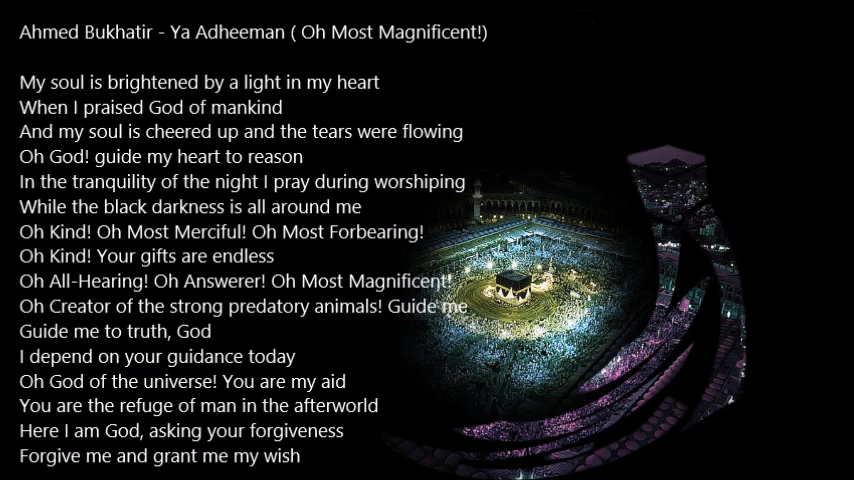 Ahmed Bukhatir - Ya Adheeman ( Oh Most Magnificent!)
My soul is brightened by a light in my heart
When I praised God of mankind
And my soul is cheered up and the tears were flowing
Oh God! guide my heart to reason
In the tranquility of the night I pray during worshiping
While the black darkness is all around me
Oh Kind! Oh Most Merciful! Oh Most Forbearing!
Oh Kind! Your gifts are endless
Oh All-Hearing! Oh Answerer! Oh Most Magnificent!
Oh Creator of the strong predatory animals! Guide me
Guide me to truth, God
I depend on your guidance today
Oh God of the universe! You are my aid
You are the refuge of man in the afterworld
Here I am God, asking your forgiveness
Forgive me and grant me my wish